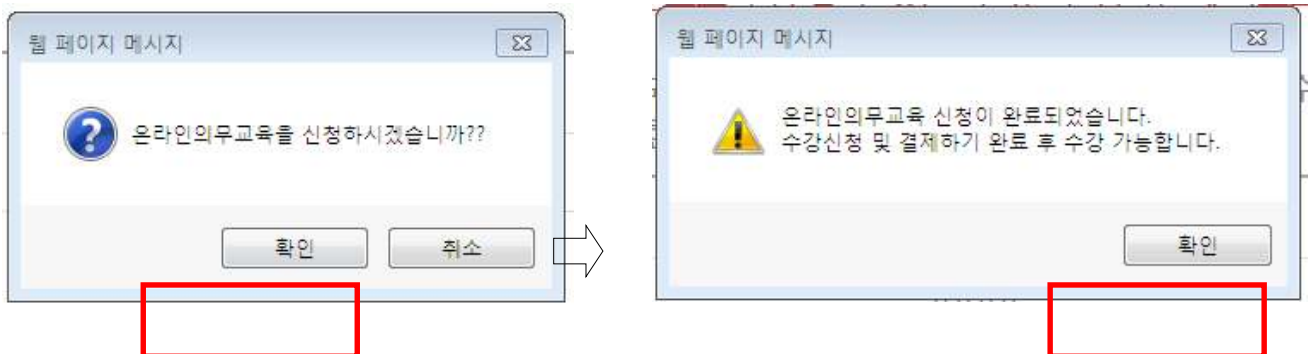 웹 페이지 메시지
온라인의무교육을 신청하시겠습니까??
확인
취소
웹 페이지 메시지
온라인의무교육 신청이 완료되었습니다.
수강신청 및 결제하기 완료 후 수강 가능합니다.
확인